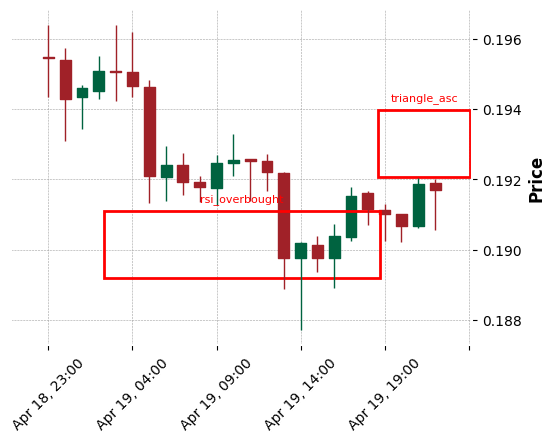 0.196
triangle_asc
0.194
0.192
rsi_overbought
0.190
0.188
Price
Apr 18, 23:00
Apr 19, 04:00
Apr 19, 09:00
Apr 19, 14:00
Apr 19, 19:00